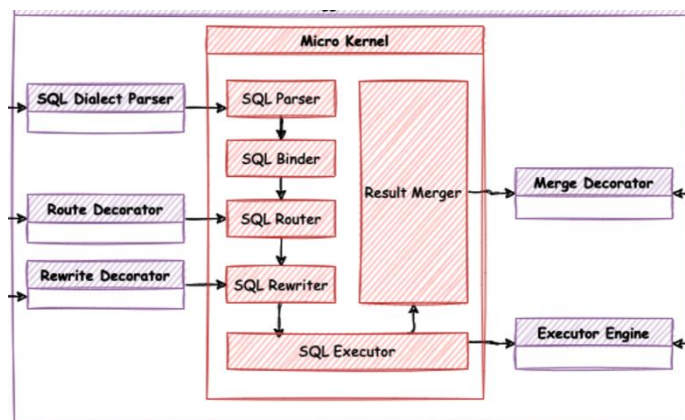 Micro Kernel
SQL Dialect Parser
SQL Parser
SQL Binder
Result Merger
Merge Decorator
Route Decorator
SQL Router
Rewrite Decorator
SQL Rewriter
SQL Executor
Executor Engine